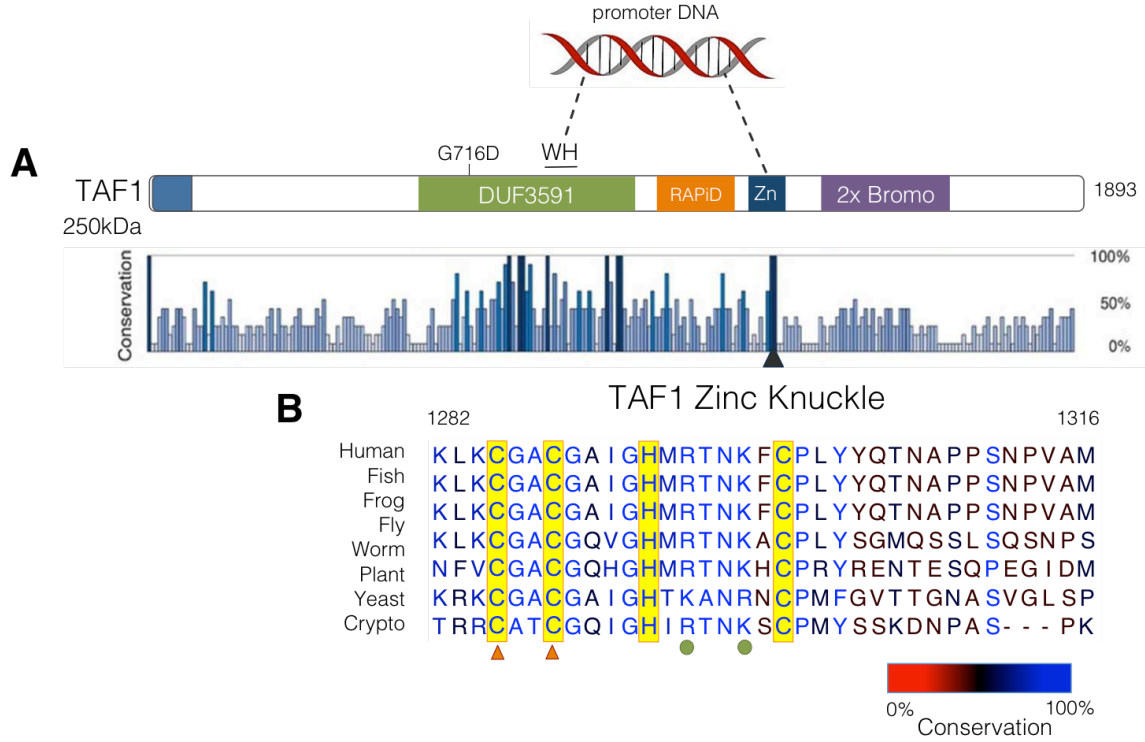 promoter DNA
A
G716D
WH
TAF1
DUF3591
RAPiD
Zn
2x Bromo
1893
250kDa
Conservation
100%
50%
0%
B
TAF1 Zinc Knuckle
1282
1316
Human
Fish
Frog
Fly
Worm
Plant
Yeast
Crypto
KLKCGACGAIGHMRTNKFCPLYYQTNAPPSNPVAM
KLKCGACGAIGHMRTNKFCPLYYQTNAPPSNPVAM
KLKCGACGAIGHMRTNKFCPLYYQTNAPPSNPVAM
KLKCGACGQVGHMRTNKACPLYSGMQSSLSQSNPS
NFVCGACGQHGHMRTNKHCPRYRENTESQPEGIDM
KRKCGACGAIGHTKANRNCPMFGVTTGNASVGLSP
TRRCATCGQIGHIRTNKSCPMYSSKDNPAS---PK
0%
100%
Conservation